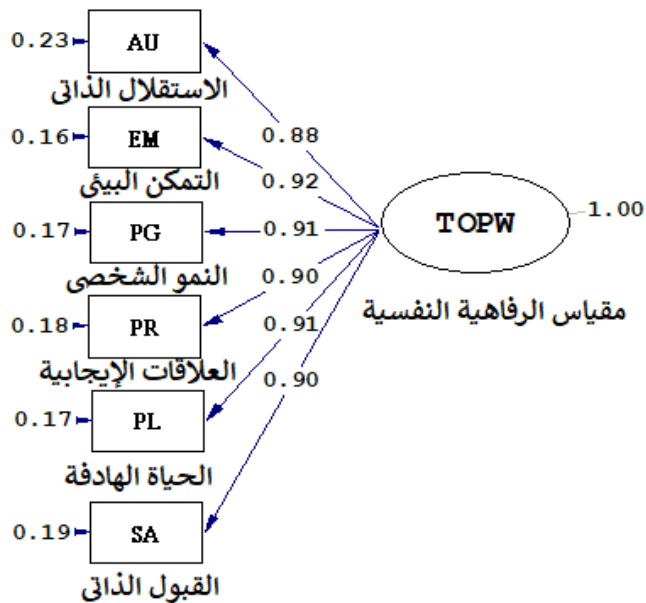 0.23
AU
الاستقلال الذاتى
0.88
0.16
EM
التمكن البيئى
0.92
0.17
PG
النمو الشخصى
0.91
0.18
PR
العلاقات الإيجابية
0.90
0.17
PL
الحياة الهادفة
0.91
0.19
SA
القبول الذاتى
0.90
TOPW
1.00
مقياس الرفاهية النفسية